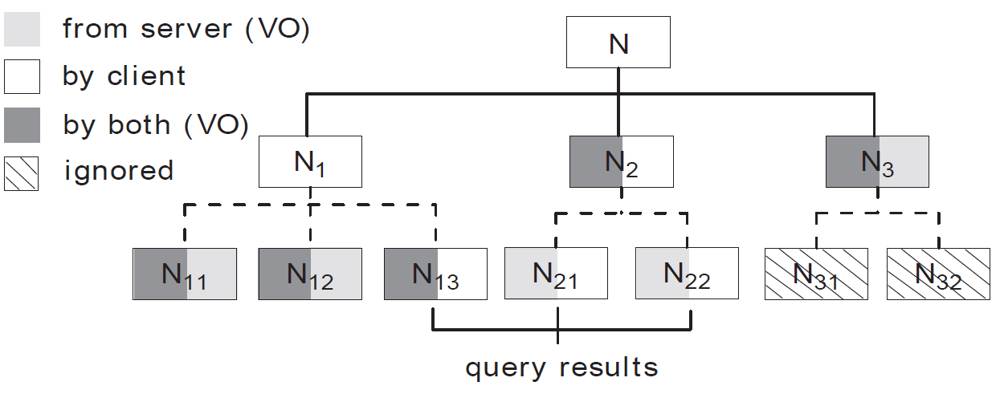 from server (VO)
by client
by both (VO)
ignored
N
N1 N2 N3
N11 N12 N13 N21 N22 N31 N32
query results